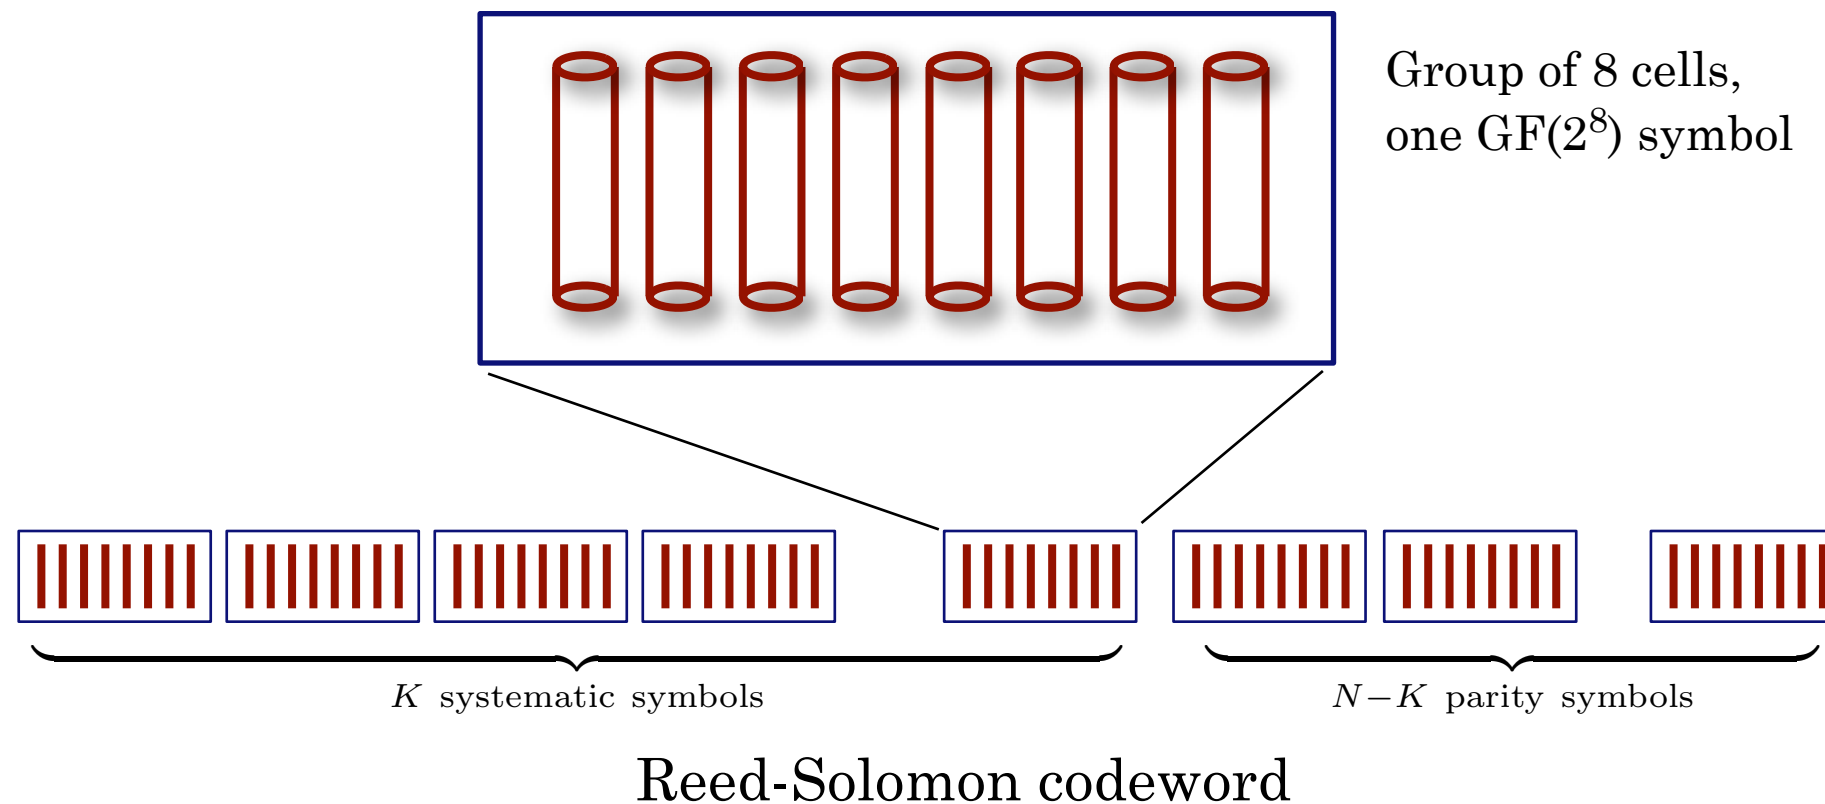 Group of 8 cells,
one GF(2⁸) symbol
K systematic symbols
N−K parity symbols
Reed-Solomon codeword